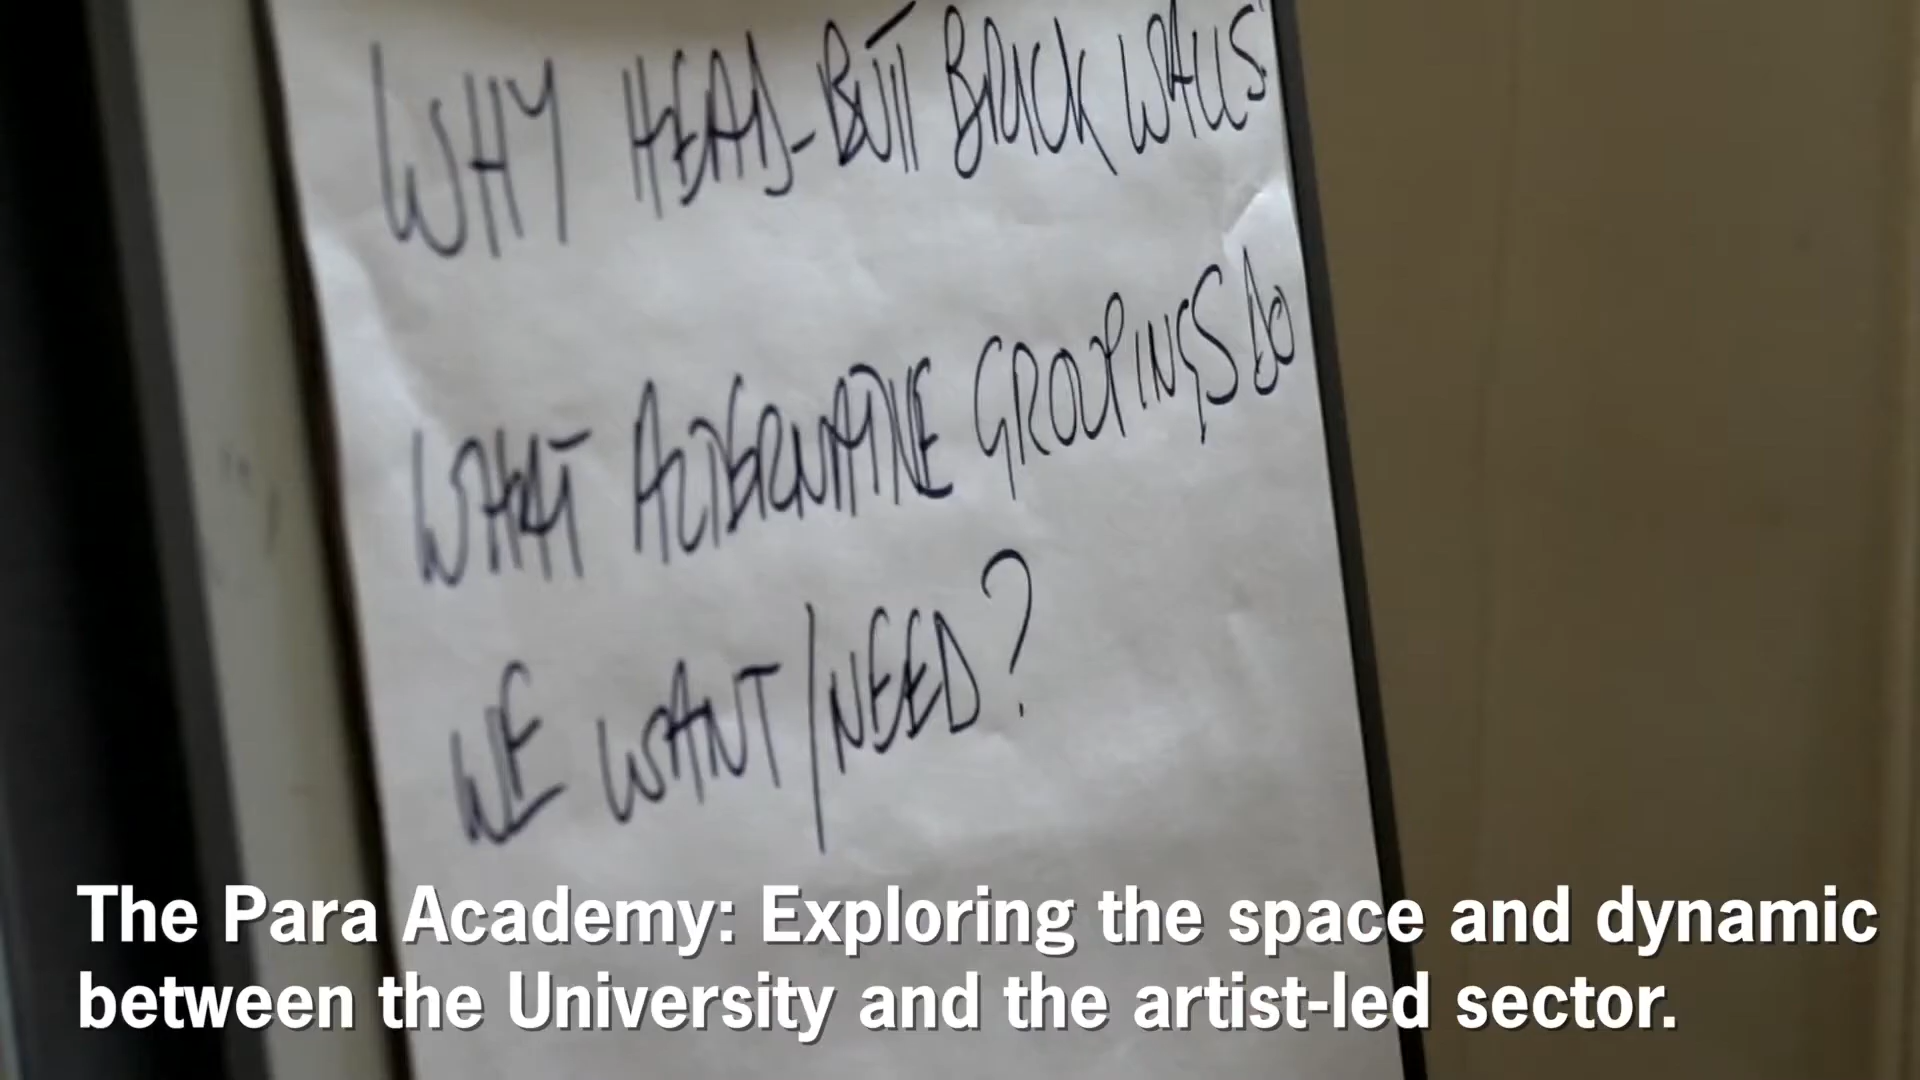 WHY HEAD-BUTT BRICK WALLS
WHAT ALTERNATIVE GROUPINGS DO
WE WANT/NEED?
The Para Academy: Exploring the space and dynamic
between the University and the artist-led sector.